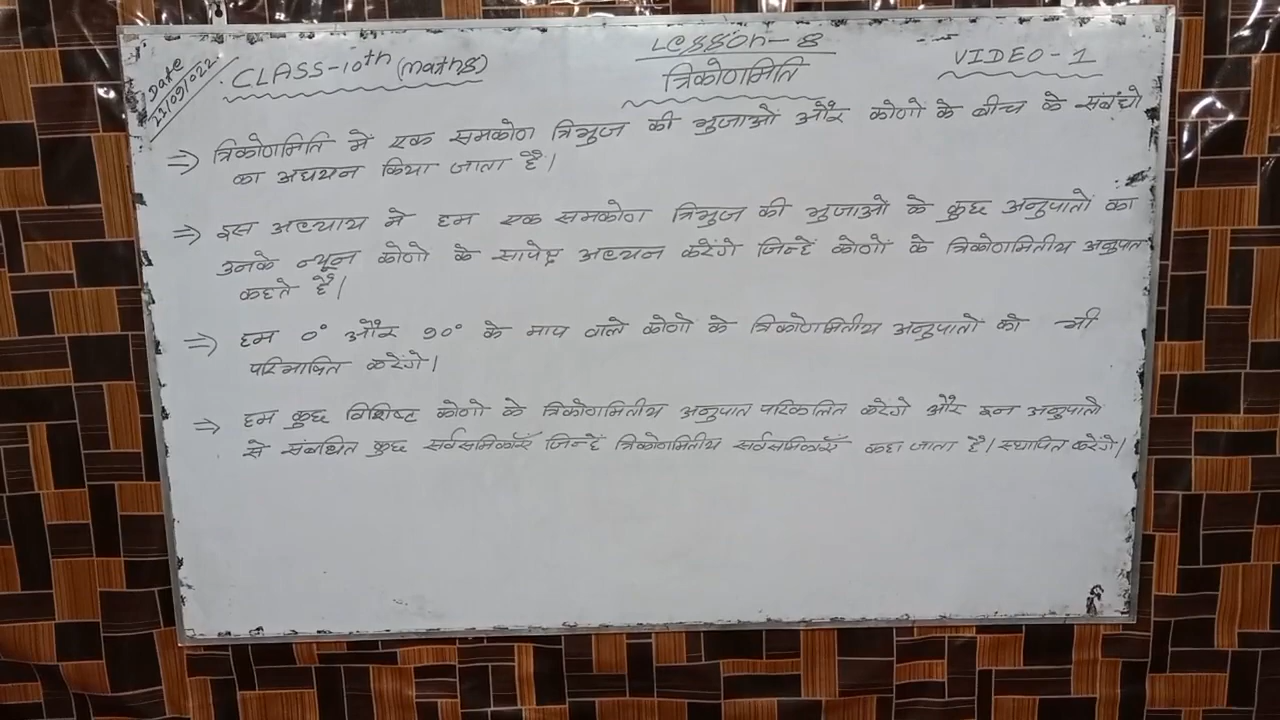 Date
23/09/2022
CLASS-10th (Maths)
Lesson-8
त्रिकोणमिति
VIDEO-1
⇒ त्रिकोणमिति में एक समकोण त्रिभुज की भुजाओं और कोणों के बीच के संबंधो
का अध्ययन किया जाता है।
⇒ इस अध्याय मे हम एक समकोण त्रिभुज की भुजाओ के कुछ अनुपातों का
उनके न्यून कोणो के सापेक्ष अध्ययन करेंगे जिन्हें कोणों के त्रिकोणमितीय अनुपात
कहते हैं।
⇒ हम 0° और 90° के माप वाले कोणो के त्रिकोणमितीय अनुपातो को भी
परिभाषित करेंगे।
⇒ हम कुछ विशिष्ट कोणो के त्रिकोणमितीय अनुपात परिकलित करेंगे और इन अनुपातो
से संबधित कुछ सर्वसमिकाएँ जिन्हें त्रिकोणमितीय सर्वसमिकाएँ कहा जाता है। स्थापित करेंगे।